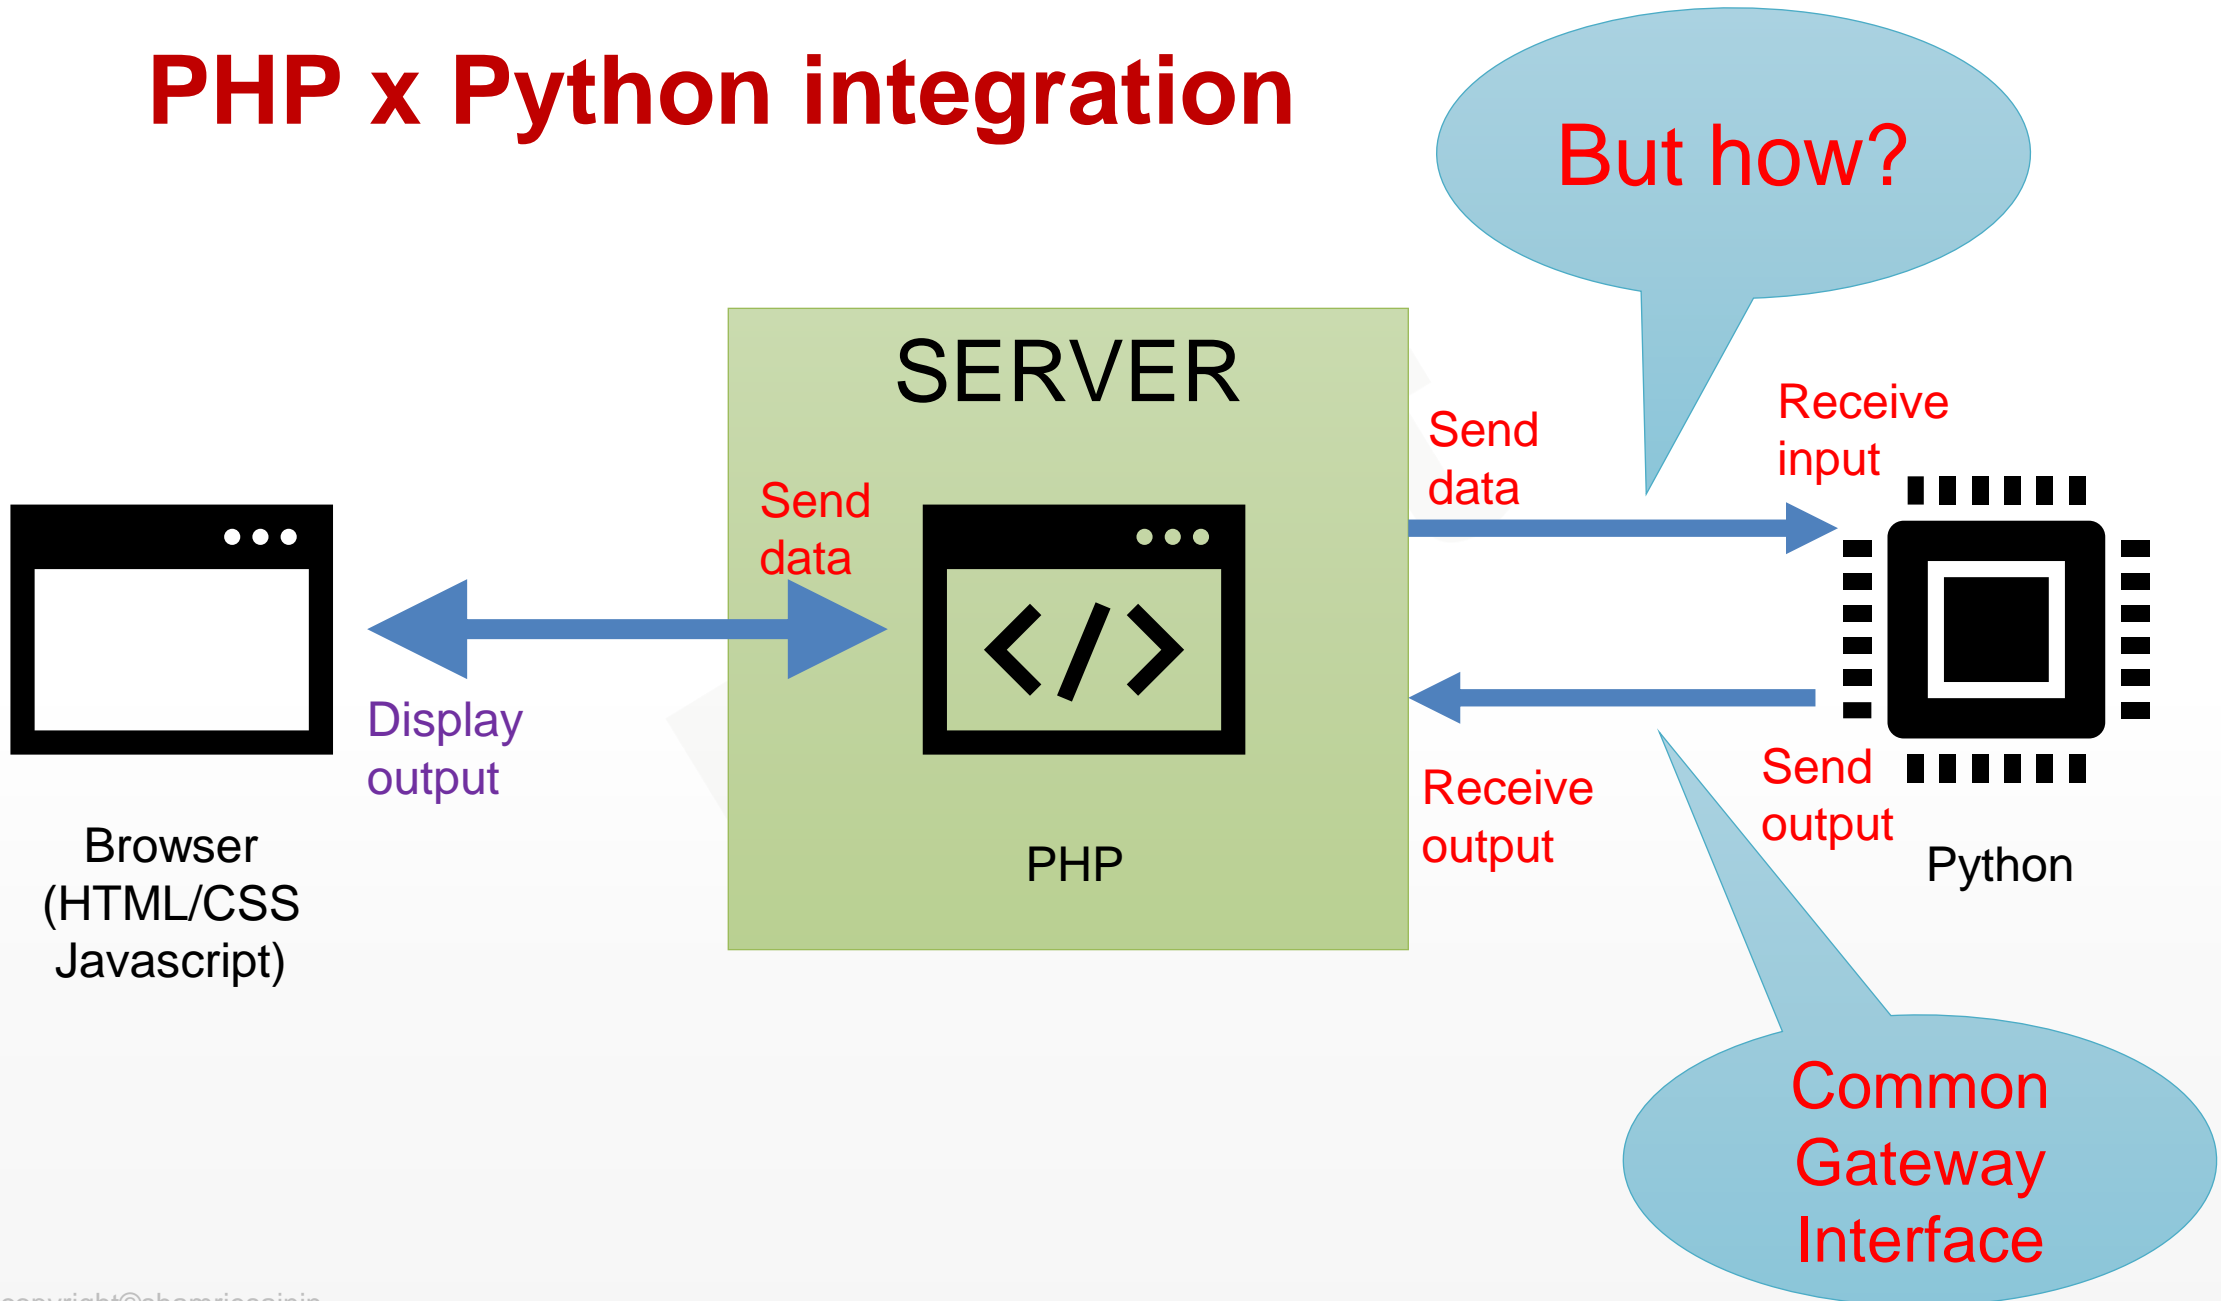 PHP x Python integration
But how?
SERVER
Send
data
Receive
input
Send
data
</>
Display
output
Receive
output
Send
output
Browser
(HTML/CSS
Javascript)
PHP
Python
Common
Gateway
Interface